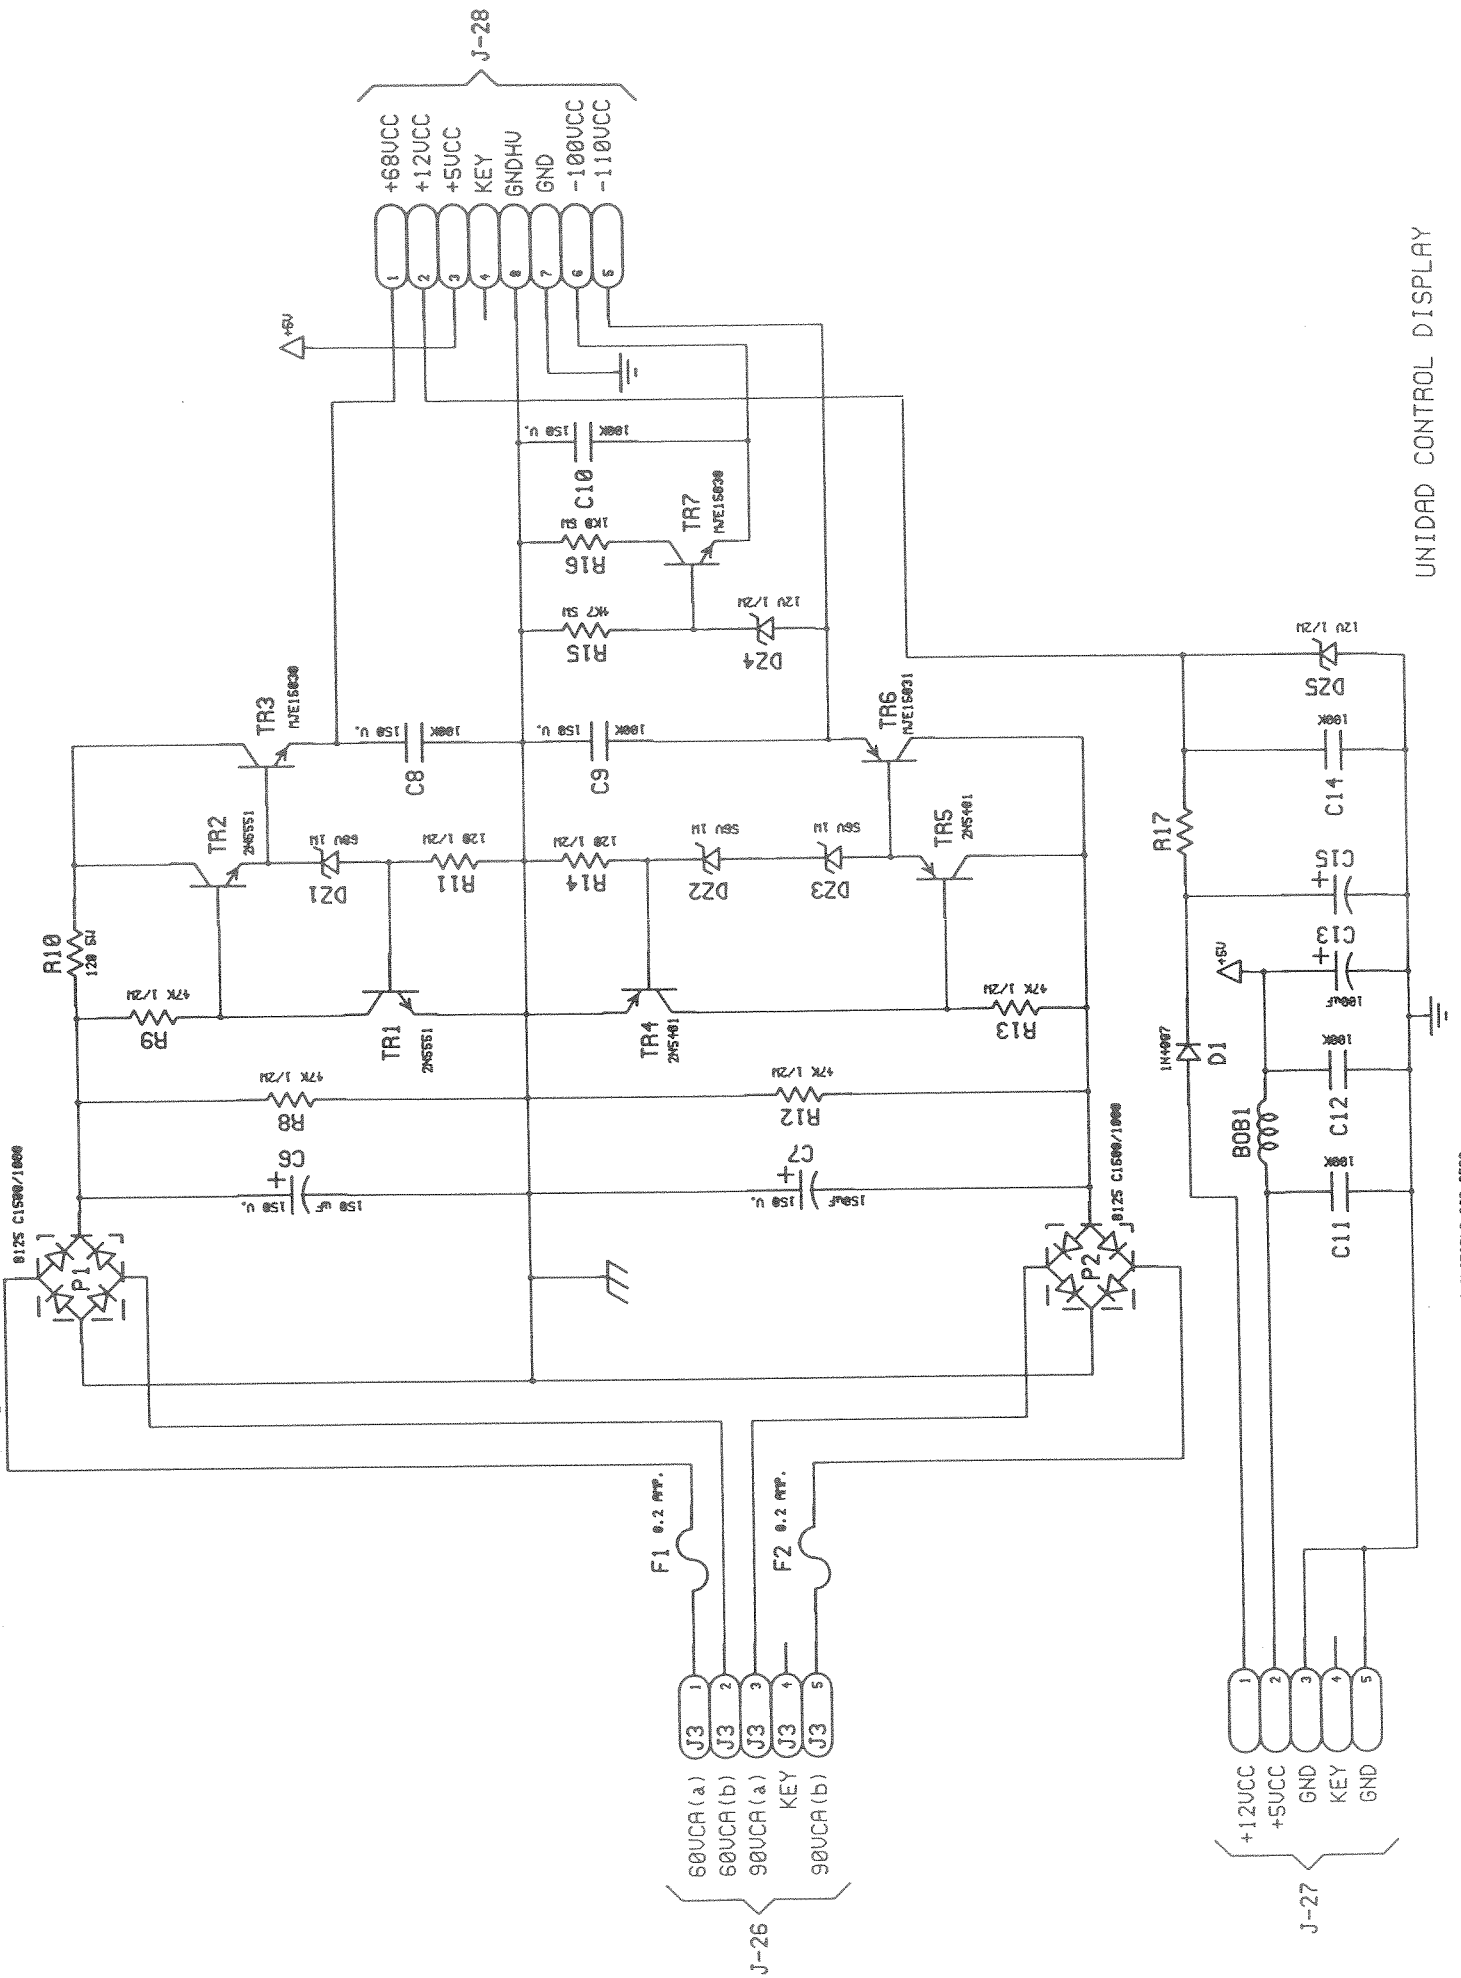 J-28
+68VCC
+12VCC
+5VCC
KEY
GNDHV
GND
-100VCC
-110VCC
1
2
3
4
8
7
6
5
+5V
150 V.
100K
C10
1K8 5W
R16
TR7
MJE15030
4K7 5W
R15
12V 1/2W
DZ4
TR3
MJE15030
150 V.
100K
C8
150 V.
100K
C9
TR6
MJE15031
R10
120 5W
TR2
2N5551
68V 1W
DZ1
120 1/2W
R11
120 1/2W
R14
56V 1W
DZ2
56V 1W
DZ3
TR5
2N5401
47K 1/2W
R9
TR1
2N5551
TR4
2N5401
47K 1/2W
R13
47K 1/2W
R8
47K 1/2W
R12
C6
+
150 V.
150 uF
C7
+
150 V.
150uF
B125 C1500/1000
P1
P2
B125 C1500/1000
F1 0.2 AMP.
F2 0.2 AMP.
J3 1
J3 2
J3 3
J3 4
J3 5
60VCA(a)
60VCA(b)
90VCA(a)
KEY
90VCA(b)
J-26
12V 1/2W
DZ5
100K
C14
R17
C15
+
C13
+
100uF
+5V
1N4007
D1
BOB1
100K
C12
100K
C11
1
2
3
4
5
+12VCC
+5VCC
GND
KEY
GND
J-27
UNIDAD CONTROL DISPLAY